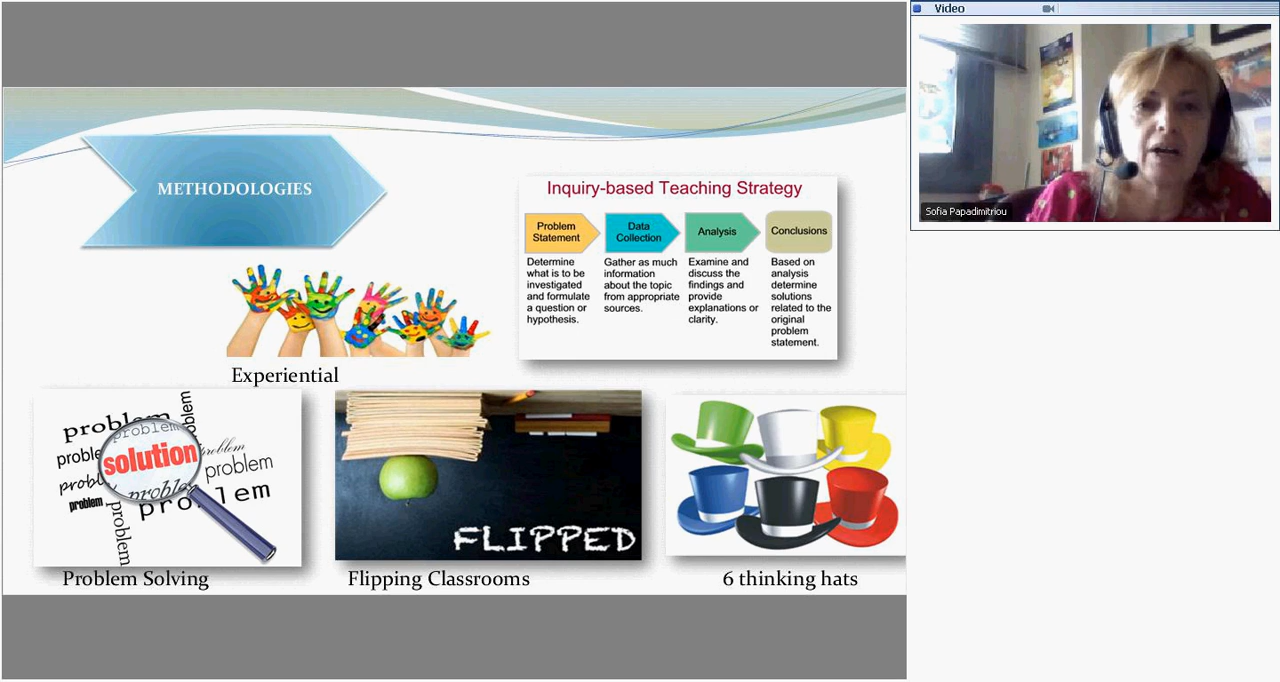 Video
METHODOLOGIES
Inquiry-based Teaching Strategy
Problem
Statement
Data
Collection
Analysis
Conclusions
Determine
what is to be
investigated
and formulate
a question or
hypothesis.
Gather as much
information
about the topic
from appropriate
sources.
Examine and
discuss the
findings and
provide
explanations or
clarity.
Based on
analysis
determine
solutions
related to the
original
problem
statement.
Sofia Papadimitriou
Experiential
problem
problem
solution
problem
problem
problem
problem
Problem Solving
FLIPPED
Flipping Classrooms
6 thinking hats